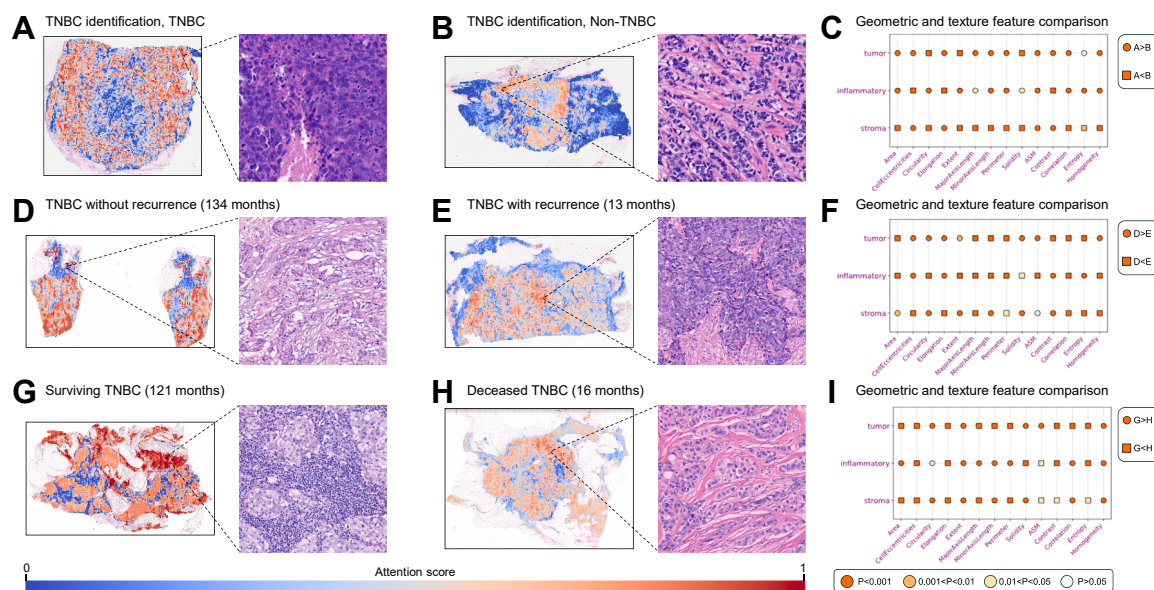 A
TNBC identification, TNBC
B
TNBC identification, Non-TNBC
C
Geometric and texture feature comparison
tumor
inflammatory
stroma
Area
CellEccentricities
Circularity
Elongation
Extent
MajorAxisLength
MinorAxisLength
Perimeter
Solidity
ASM
Contrast
Correlation
Entropy
Homogeneity
A>B
A<B
D
TNBC without recurrence (134 months)
E
TNBC with recurrence (13 months)
F
Geometric and texture feature comparison
tumor
inflammatory
stroma
Area
CellEccentricities
Circularity
Elongation
Extent
MajorAxisLength
MinorAxisLength
Perimeter
Solidity
ASM
Contrast
Correlation
Entropy
Homogeneity
D>E
D<E
G
Surviving TNBC (121 months)
H
Deceased TNBC (16 months)
I
Geometric and texture feature comparison
tumor
inflammatory
stroma
Area
CellEccentricities
Circularity
Elongation
Extent
MajorAxisLength
MinorAxisLength
Perimeter
Solidity
ASM
Contrast
Correlation
Entropy
Homogeneity
G>H
G<H
0
Attention score
1
P<0.001
0.001<P<0.01
0.01<P<0.05
P>0.05